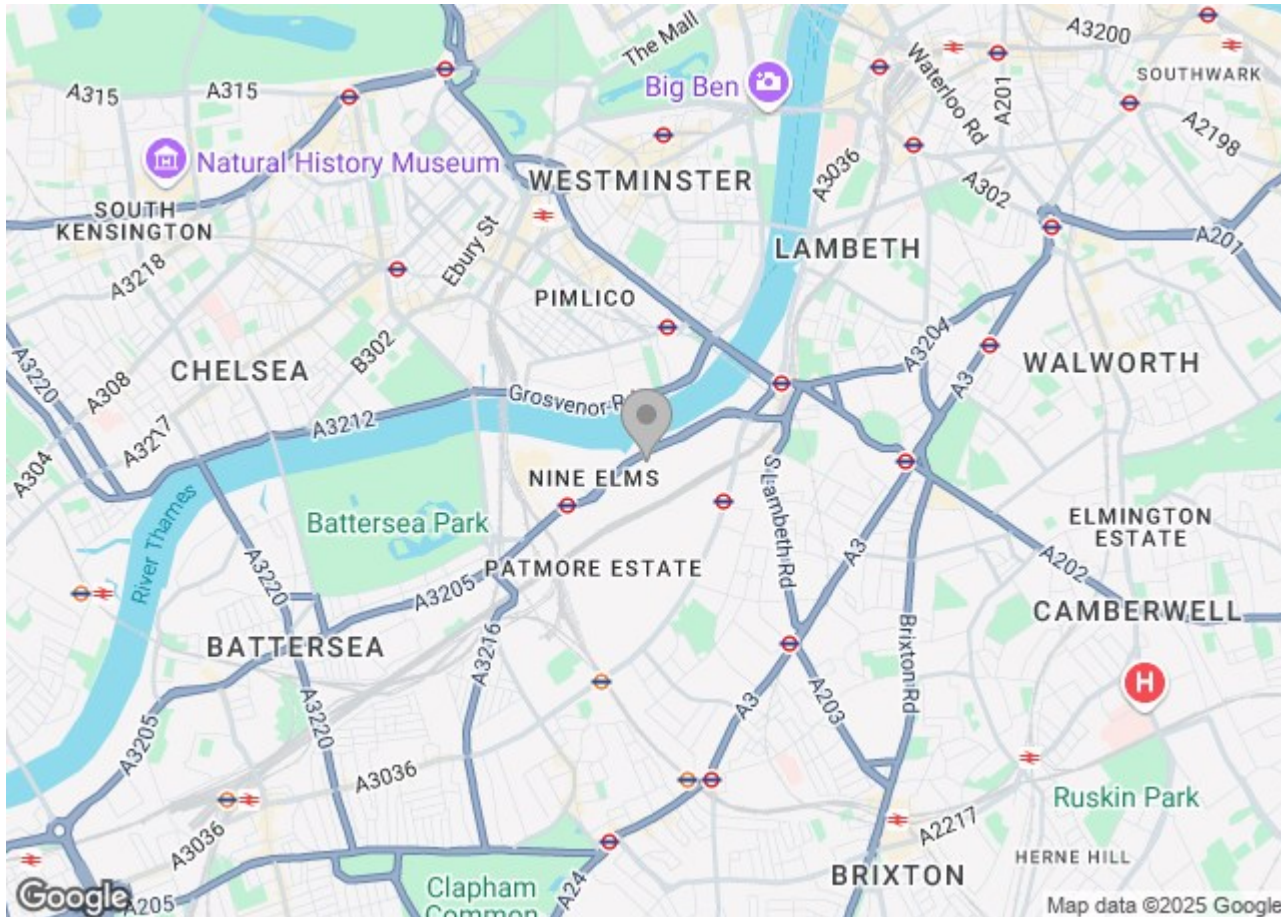 The Mall
A3200
A315
A315
Waterloo Rd
A201
SOUTHWARK
Big Ben
A2198
Natural History Museum
WESTMINSTER
A3036
A302
SOUTH
KENSINGTON
Ebury St
LAMBETH
A201
A3218
PIMLICO
B302
A3204
A3220
CHELSEA
A308
WALWORTH
A3
Grosvenor R
A3212
A3217
A304
NINE ELMS
S Lambeth Rd
Battersea Park
ELMINGTON
ESTATE
River Thames
A3
A202
A3220
PATMORE ESTATE
A3205
CAMBERWELL
BATTERSEA
A3216
Brixton Rd
H
A3
A203
A3205
A3220
A3036
Ruskin Park
A2217
A3036
HERNE HILL
BRIXTON
Clapham
Common
A24
A205
Google
Map data ©2025 Google